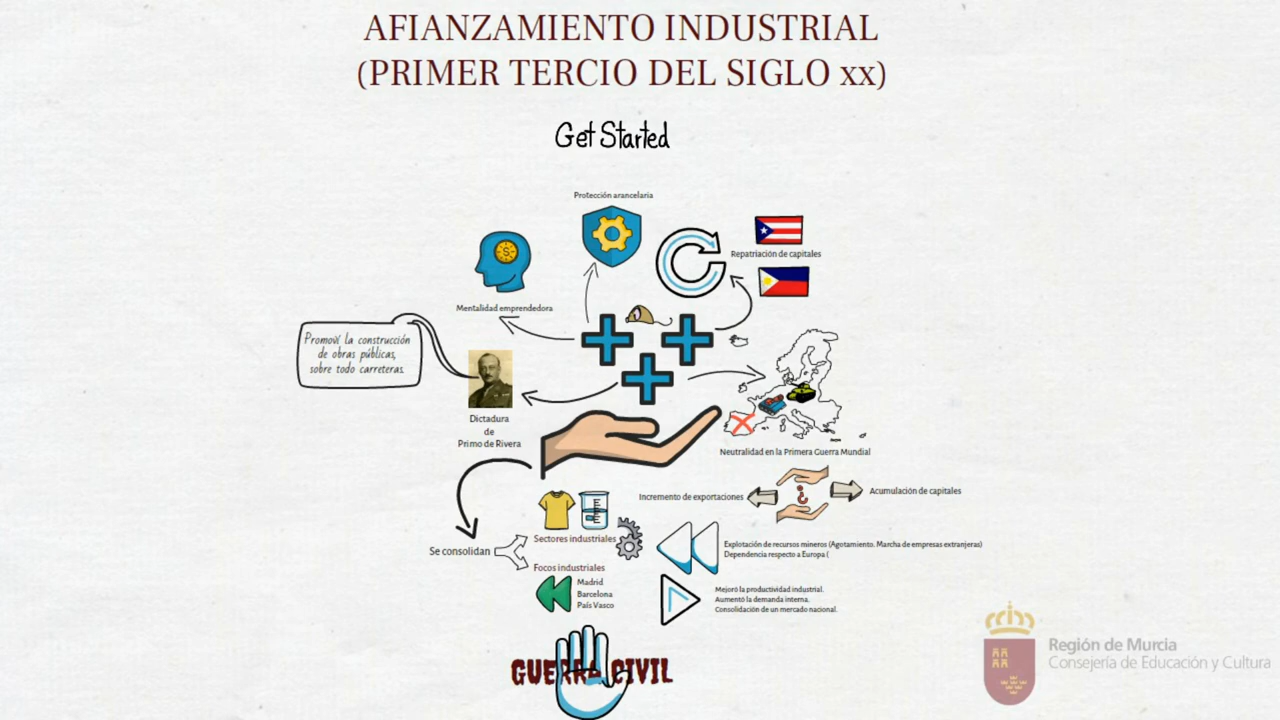 AFIANZAMIENTO INDUSTRIAL
(PRIMER TERCIO DEL SIGLO XX)
Get Started
Protección arancelaria
Repatriación de capitales
Mentalidad emprendedora
Promoví la construcción
de obras públicas,
sobre todo carreteras.
Dictadura
de
Primo de Rivera
Neutralidad en la Primera Guerra Mundial
Incremento de exportaciones
Acumulación de capitales
Se consolidan
Sectores industriales
Explotación de recursos mineros (Agotamiento. Marcha de empresas extranjeras)
Dependencia respecto a Europa (
Focos industriales
Madrid
Barcelona
País Vasco
Mejoró la productividad industrial.
Aumentó la demanda interna.
Consolidación de un mercado nacional.
GUERRA CIVIL
Región de Murcia
Consejería de Educación y Cultura